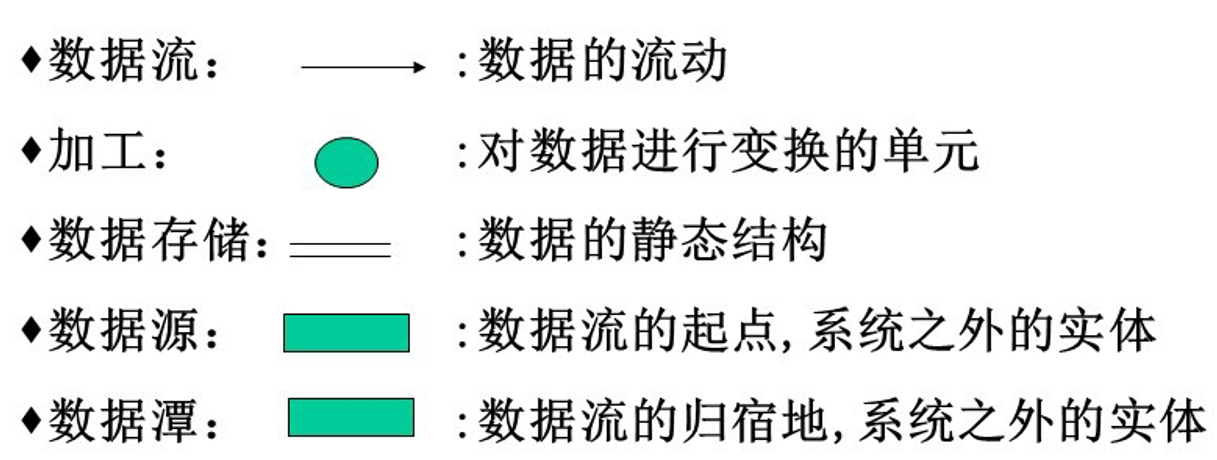 ♦数据流： :数据的流动
♦加工： :对数据进行变换的单元
♦数据存储： :数据的静态结构
♦数据源： :数据流的起点,系统之外的实体
♦数据潭： :数据流的归宿地,系统之外的实体